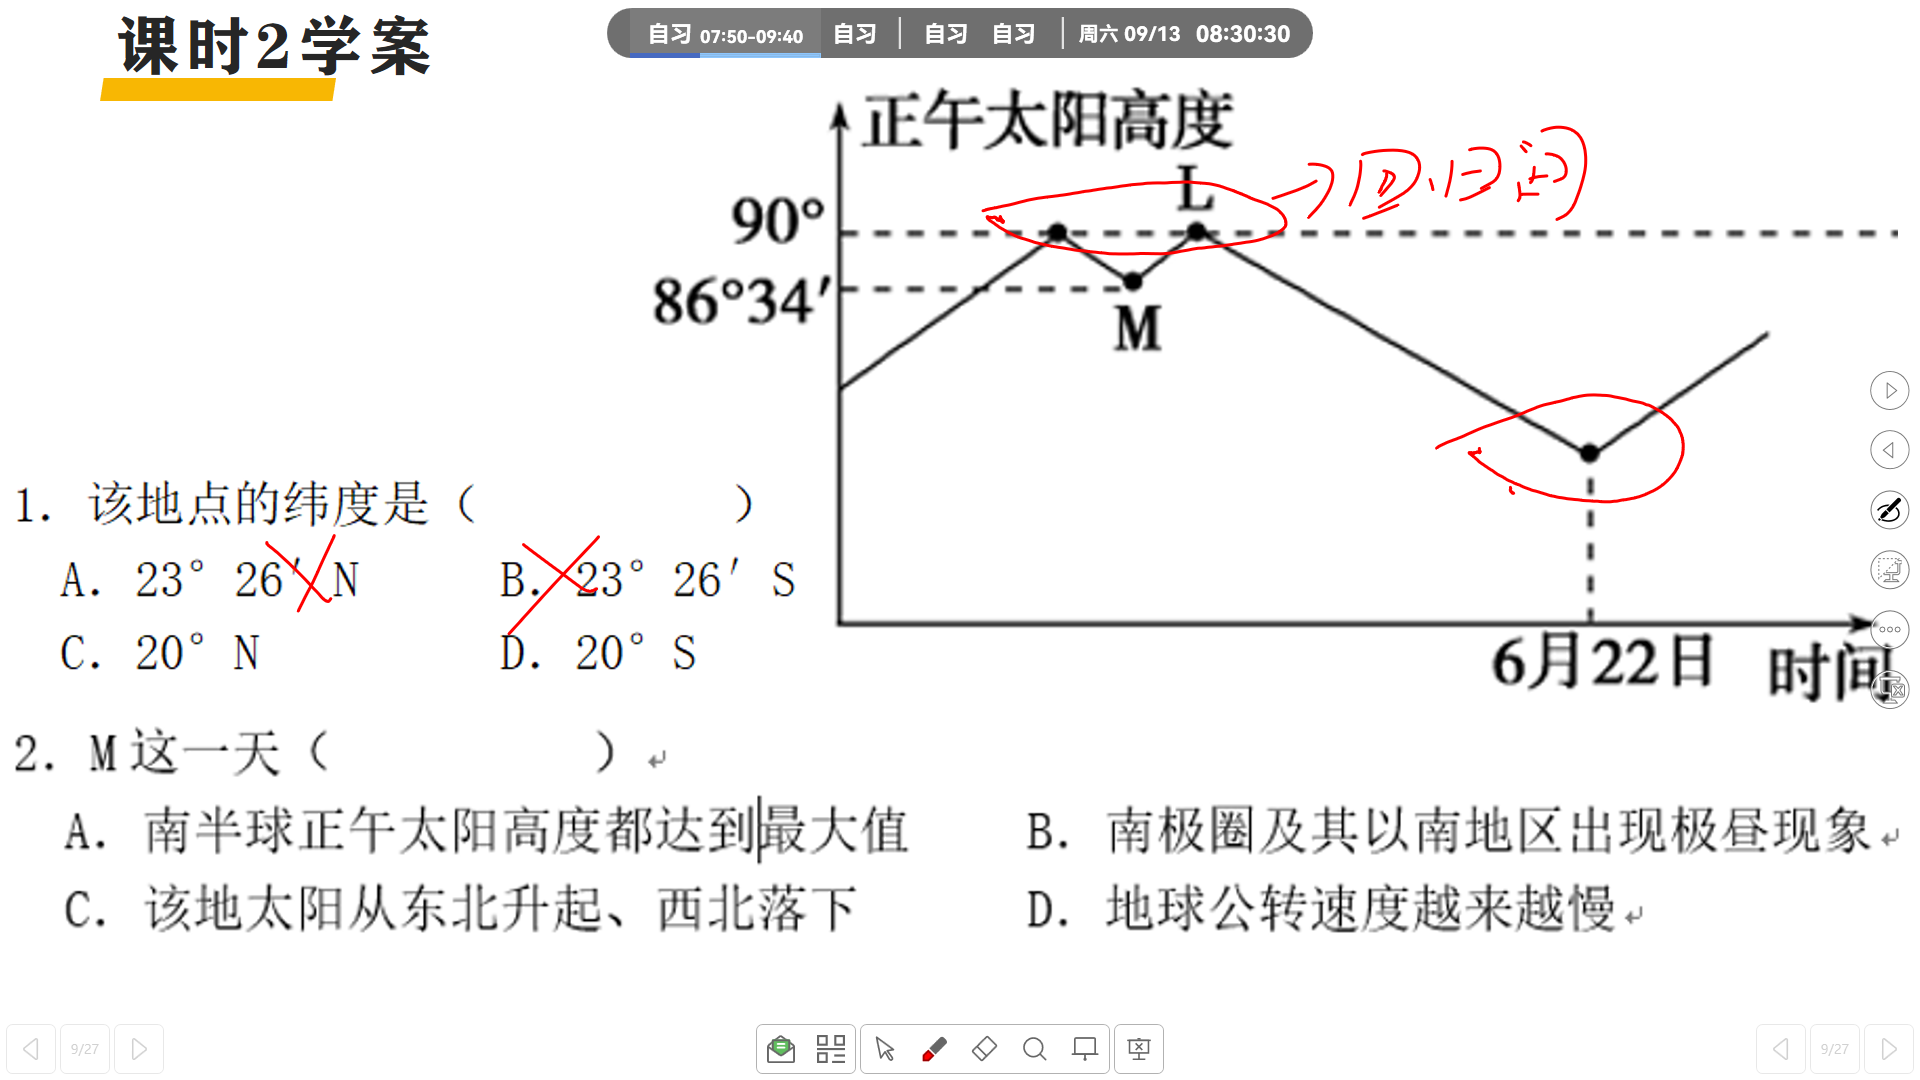 课时2学案
自习 07:50-09:40 自习 自习 自习 周六 09/13 08:30:30
正午太阳高度
L
90°
86°34′
M
6月22日 时间
1. 该地点的纬度是（ ）
A. 23° 26′ N B. 23° 26′ S
C. 20° N D. 20° S
2. M这一天（ ）
A. 南半球正午太阳高度都达到最大值 B. 南极圈及其以南地区出现极昼现象
C. 该地太阳从东北升起、西北落下 D. 地球公转速度越来越慢
9/27 9/27